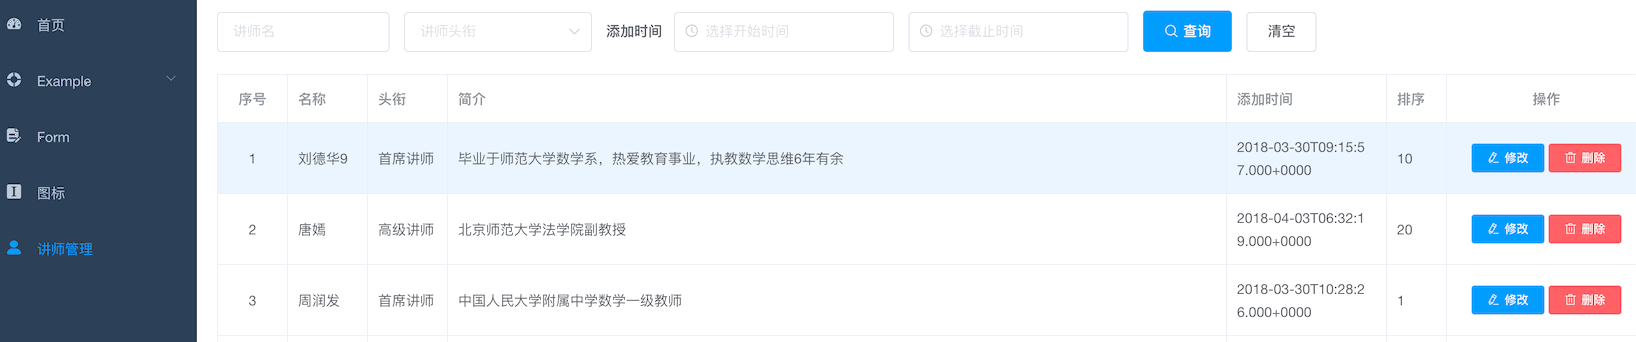 首页
Example
Form
图标
讲师管理
讲师名
讲师头衔
添加时间
选择开始时间
选择截止时间
查询
清空
序号 名称 头衔 简介 添加时间 排序 操作
1 刘德华9 首席讲师 毕业于师范大学数学系，热爱教育事业，执教数学思维6年有余 2018-03-30T09:15:5
7.000+0000 10 修改 删除
2 唐嫣 高级讲师 北京师范大学法学院副教授 2018-04-03T06:32:1
9.000+0000 20 修改 删除
3 周润发 首席讲师 中国人民大学附属中学数学一级教师 2018-03-30T10:28:2
6.000+0000 1 修改 删除